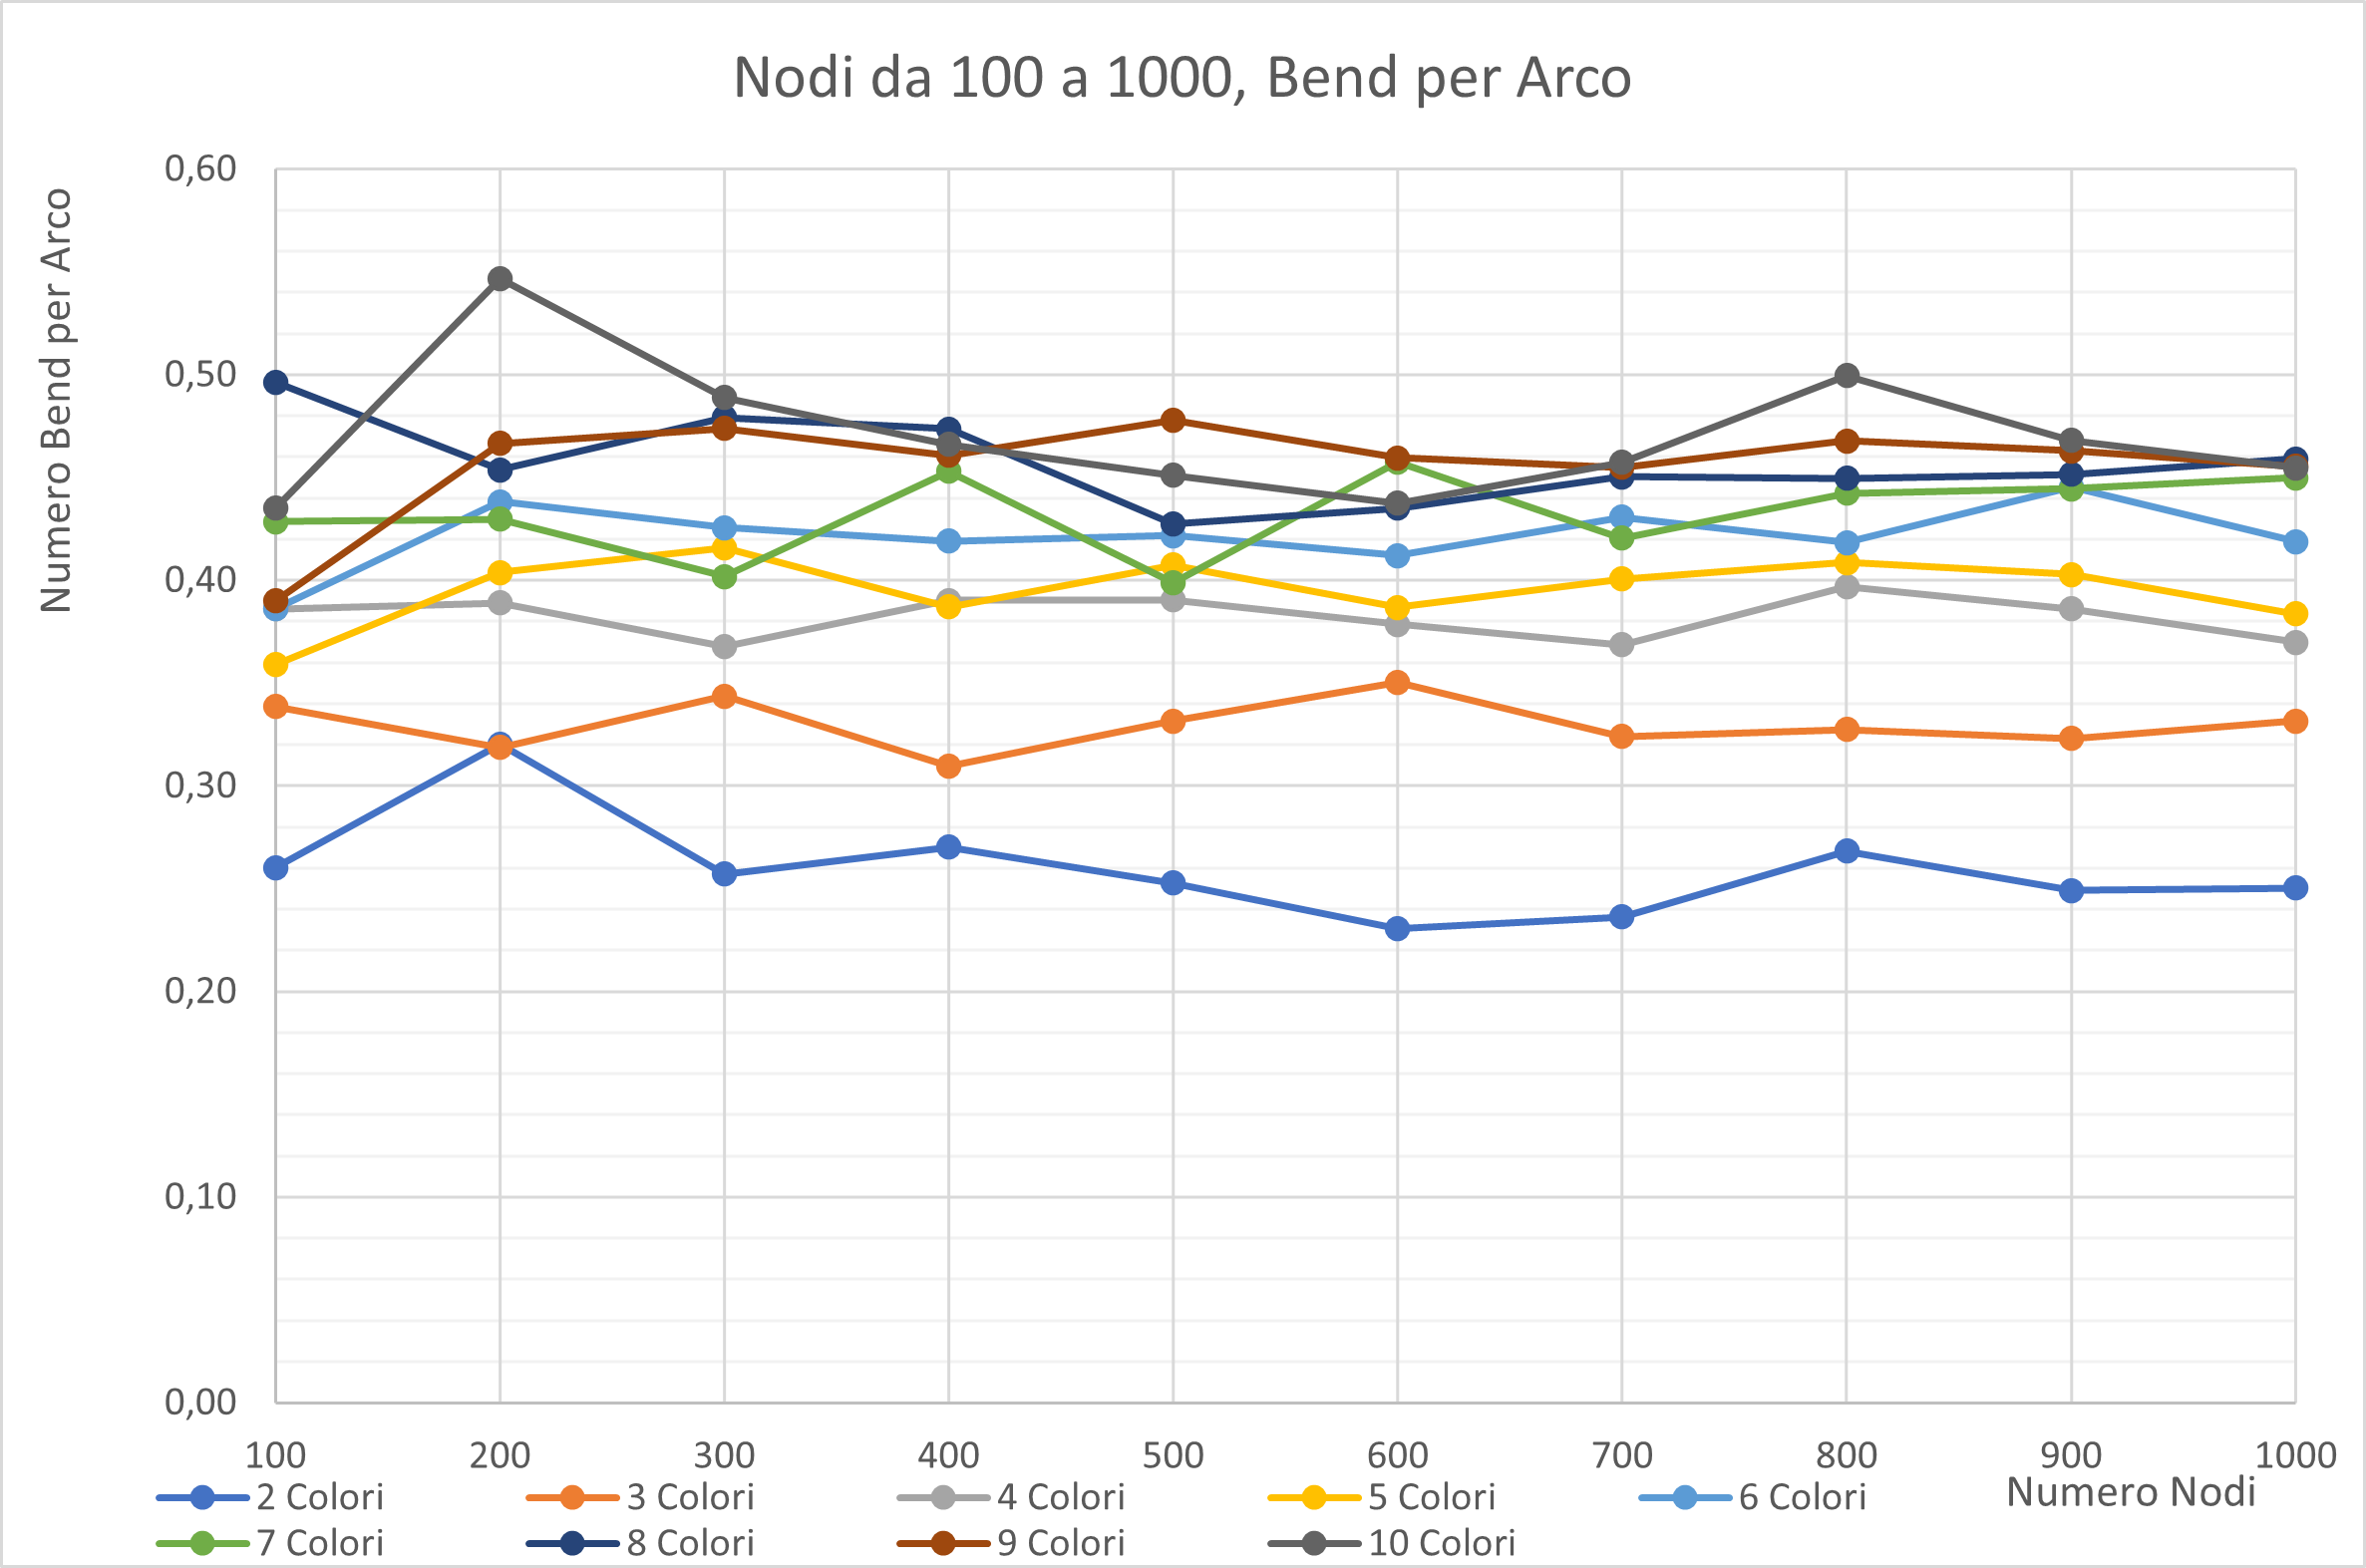 Nodi da 100 a 1000, Bend per Arco
Numero Bend per Arco
0,60
0,50
0,40
0,30
0,20
0,10
0,00
100 200 300 400 500 600 700 800 900 1000
Numero Nodi
2 Colori 3 Colori 4 Colori 5 Colori 6 Colori
7 Colori 8 Colori 9 Colori 10 Colori